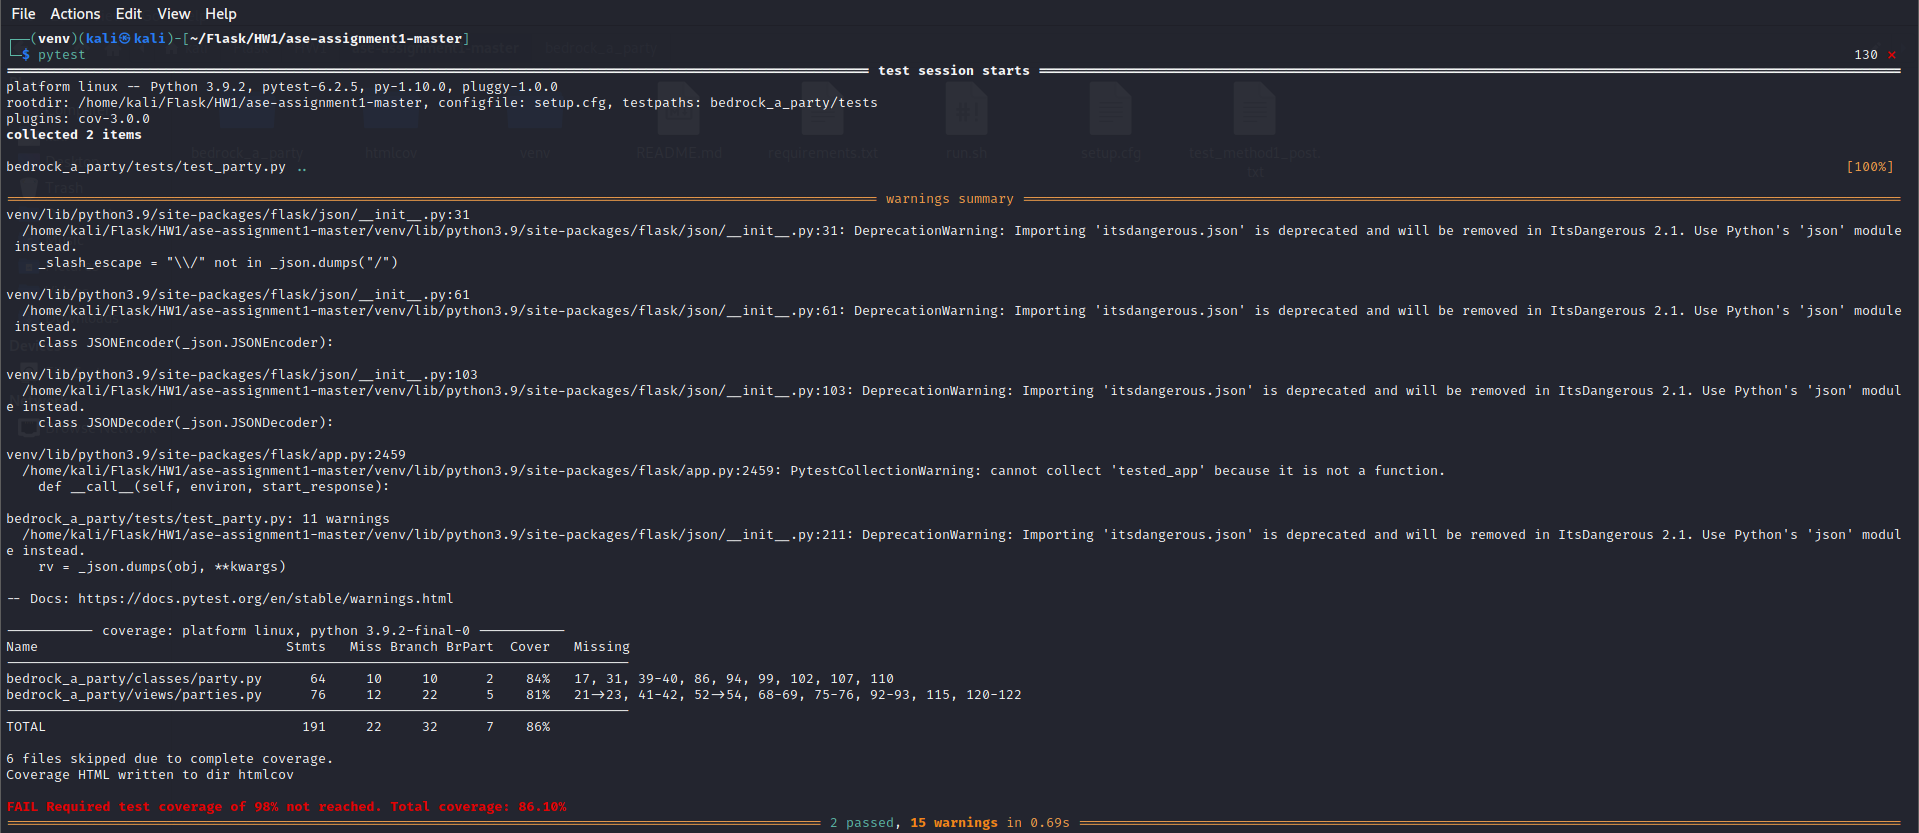 File Actions Edit View Help
┌──(venv)(kali㉿kali)-[~/Flask/HW1/ase-assignment1-master]
└─$ pytest 130 ⨯
test session starts
platform linux -- Python 3.9.2, pytest-6.2.5, py-1.10.0, pluggy-1.0.0
rootdir: /home/kali/Flask/HW1/ase-assignment1-master, configfile: setup.cfg, testpaths: bedrock_a_party/tests
plugins: cov-3.0.0
collected 2 items
bedrock_a_party htmlcov venv README.md requirements.txt run.sh setup.cfg test_method1_post.txt
bedrock_a_party/tests/test_party.py .. [100%]
Trash
warnings summary
venv/lib/python3.9/site-packages/flask/json/__init__.py:31
/home/kali/Flask/HW1/ase-assignment1-master/venv/lib/python3.9/site-packages/flask/json/__init__.py:31: DeprecationWarning: Importing 'itsdangerous.json' is deprecated and will be removed in ItsDangerous 2.1. Use Python's 'json' module
instead.
_slash_escape = "\\/" not in _json.dumps("/")
venv/lib/python3.9/site-packages/flask/json/__init__.py:61
/home/kali/Flask/HW1/ase-assignment1-master/venv/lib/python3.9/site-packages/flask/json/__init__.py:61: DeprecationWarning: Importing 'itsdangerous.json' is deprecated and will be removed in ItsDangerous 2.1. Use Python's 'json' module
instead.
class JSONEncoder(_json.JSONEncoder):
venv/lib/python3.9/site-packages/flask/json/__init__.py:103
/home/kali/Flask/HW1/ase-assignment1-master/venv/lib/python3.9/site-packages/flask/json/__init__.py:103: DeprecationWarning: Importing 'itsdangerous.json' is deprecated and will be removed in ItsDangerous 2.1. Use Python's 'json' modul
e instead.
class JSONDecoder(_json.JSONDecoder):
venv/lib/python3.9/site-packages/flask/app.py:2459
/home/kali/Flask/HW1/ase-assignment1-master/venv/lib/python3.9/site-packages/flask/app.py:2459: PytestCollectionWarning: cannot collect 'tested_app' because it is not a function.
def __call__(self, environ, start_response):
bedrock_a_party/tests/test_party.py: 11 warnings
/home/kali/Flask/HW1/ase-assignment1-master/venv/lib/python3.9/site-packages/flask/json/__init__.py:211: DeprecationWarning: Importing 'itsdangerous.json' is deprecated and will be removed in ItsDangerous 2.1. Use Python's 'json' modul
e instead.
rv = _json.dumps(obj, **kwargs)
-- Docs: https://docs.pytest.org/en/stable/warnings.html
----------- coverage: platform linux, python 3.9.2-final-0 -----------
Name Stmts Miss Branch BrPart Cover Missing
bedrock_a_party/classes/party.py 64 10 10 2 84% 17, 31, 39-40, 86, 94, 99, 102, 107, 110
bedrock_a_party/views/parties.py 76 12 22 5 81% 21->23, 41-42, 52->54, 68-69, 75-76, 92-93, 115, 120-122
TOTAL 191 22 32 7 86%
6 files skipped due to complete coverage.
Coverage HTML written to dir htmlcov
FAIL Required test coverage of 98% not reached. Total coverage: 86.10%
2 passed, 15 warnings in 0.69s